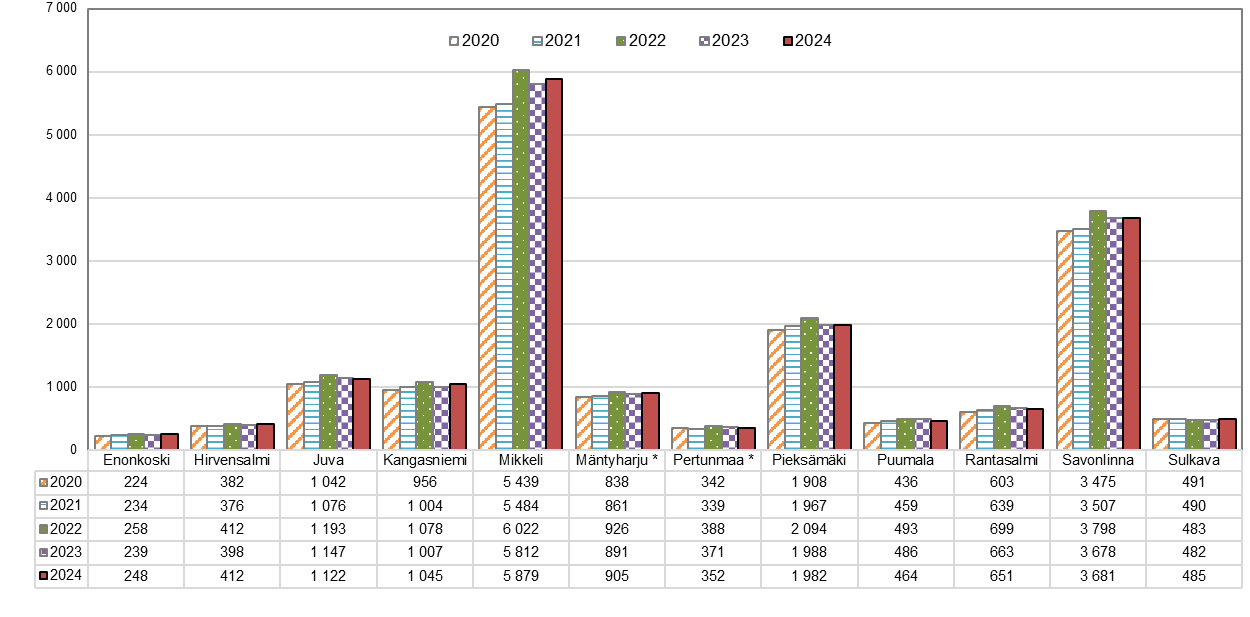 7 000
2020 2021 2022 2023 2024
6 000
5 000
4 000
3 000
2 000
1 000
0
Enonkoski Hirvensalmi Juva Kangasniemi Mikkeli Mäntyharju * Pertunmaa * Pieksämäki Puumala Rantasalmi Savonlinna Sulkava
2020 224 382 1 042 956 5 439 838 342 1 908 436 603 3 475 491
2021 234 376 1 076 1 004 5 484 861 339 1 967 459 639 3 507 490
2022 258 412 1 193 1 078 6 022 926 388 2 094 493 699 3 798 483
2023 239 398 1 147 1 007 5 812 891 371 1 988 486 663 3 678 482
2024 248 412 1 122 1 045 5 879 905 352 1 982 464 651 3 681 485